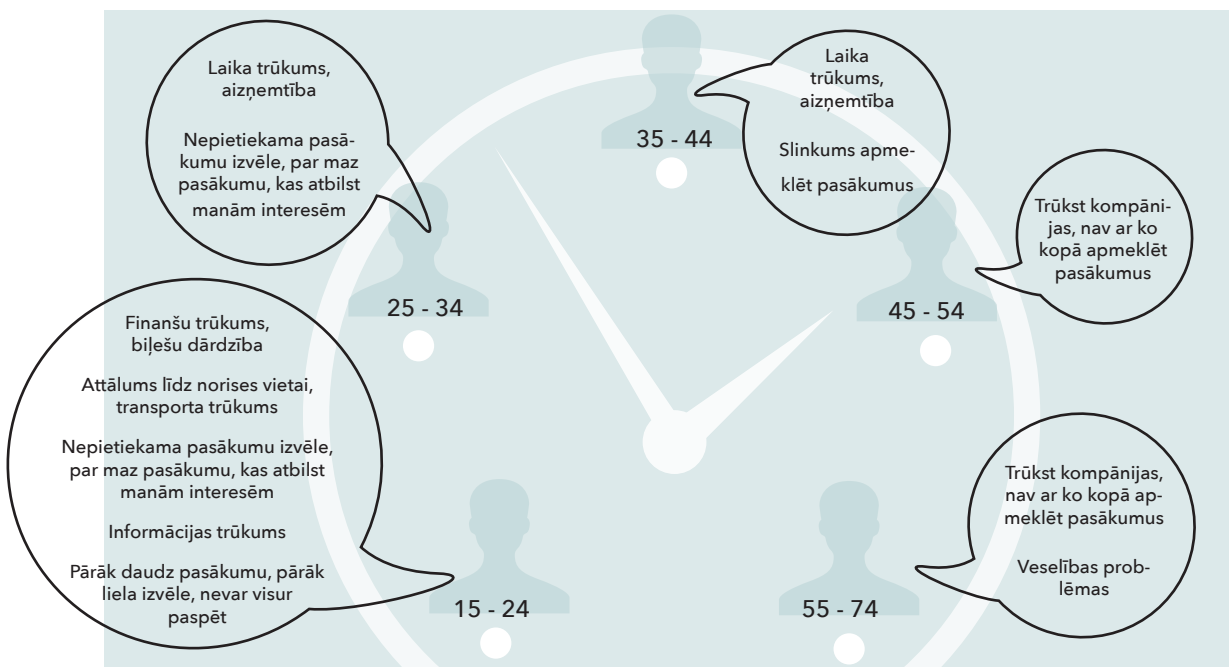 Laika trūkums,
aizņemtība
Nepietiekama pasā-
kumu izvēle, par maz
pasākumu, kas atbilst
manām interesēm
25 - 34
Laika
trūkums,
aizņemtība
Slinkums apme-
klēt pasākumus
35 - 44
Trūkst kompāni-
jas, nav ar ko
kopā apmeklēt
pasākumus
45 - 54
Finanšu trūkums,
biļešu dārdzība
Attālums līdz norises vietai,
transporta trūkums
Nepietiekama pasākumu izvēle,
par maz pasākumu, kas atbilst
manām interesēm
Informācijas trūkums
Pārāk daudz pasākumu, pārāk
liela izvēle, nevar visur
paspēt
15 - 24
Trūkst kompānijas,
nav ar ko kopā ap-
meklēt pasākumus
Veselības prob-
lēmas
55 - 74